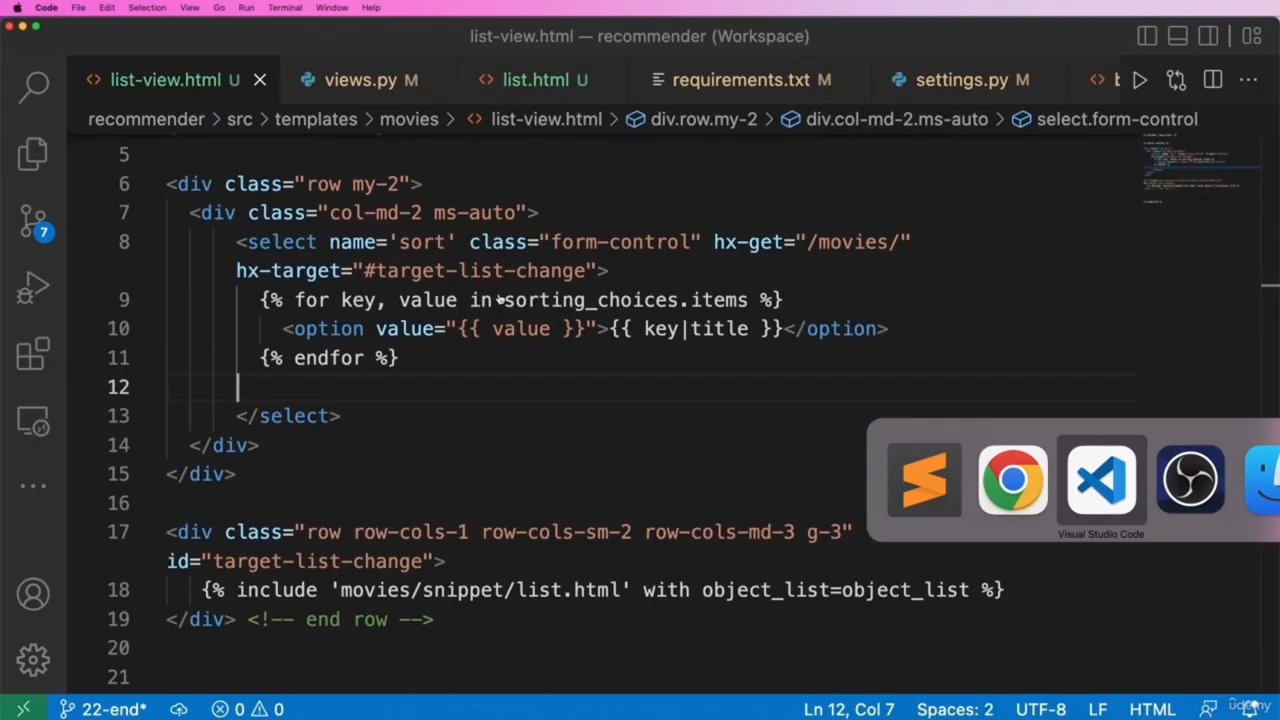 Code File Edit Selection View Go Run Terminal Window Help
list-view.html — recommender (Workspace)
list-view.html U views.py M list.html U requirements.txt M settings.py M
recommender > src > templates > movies > list-view.html > div.row.my-2 > div.col-md-2.ms-auto > select.form-control
5
6 <div class="row my-2">
7 <div class="col-md-2 ms-auto">
8 <select name='sort' class="form-control" hx-get="/movies/"
hx-target="#target-list-change">
9 {% for key, value in sorting_choices.items %}
10 <option value="{{ value }}">{{ key|title }}</option>
11 {% endfor %}
12
13 </select>
14 </div>
15 </div>
16
17 <div class="row row-cols-1 row-cols-sm-2 row-cols-md-3 g-3"
id="target-list-change">
18 {% include 'movies/snippet/list.html' with object_list=object_list %}
19 </div> <!-- end row -->
20
21
7
Visual Studio Code
22-end* 0 0 Ln 12, Col 7 Spaces: 2 UTF-8 LF HTML
ûdemy